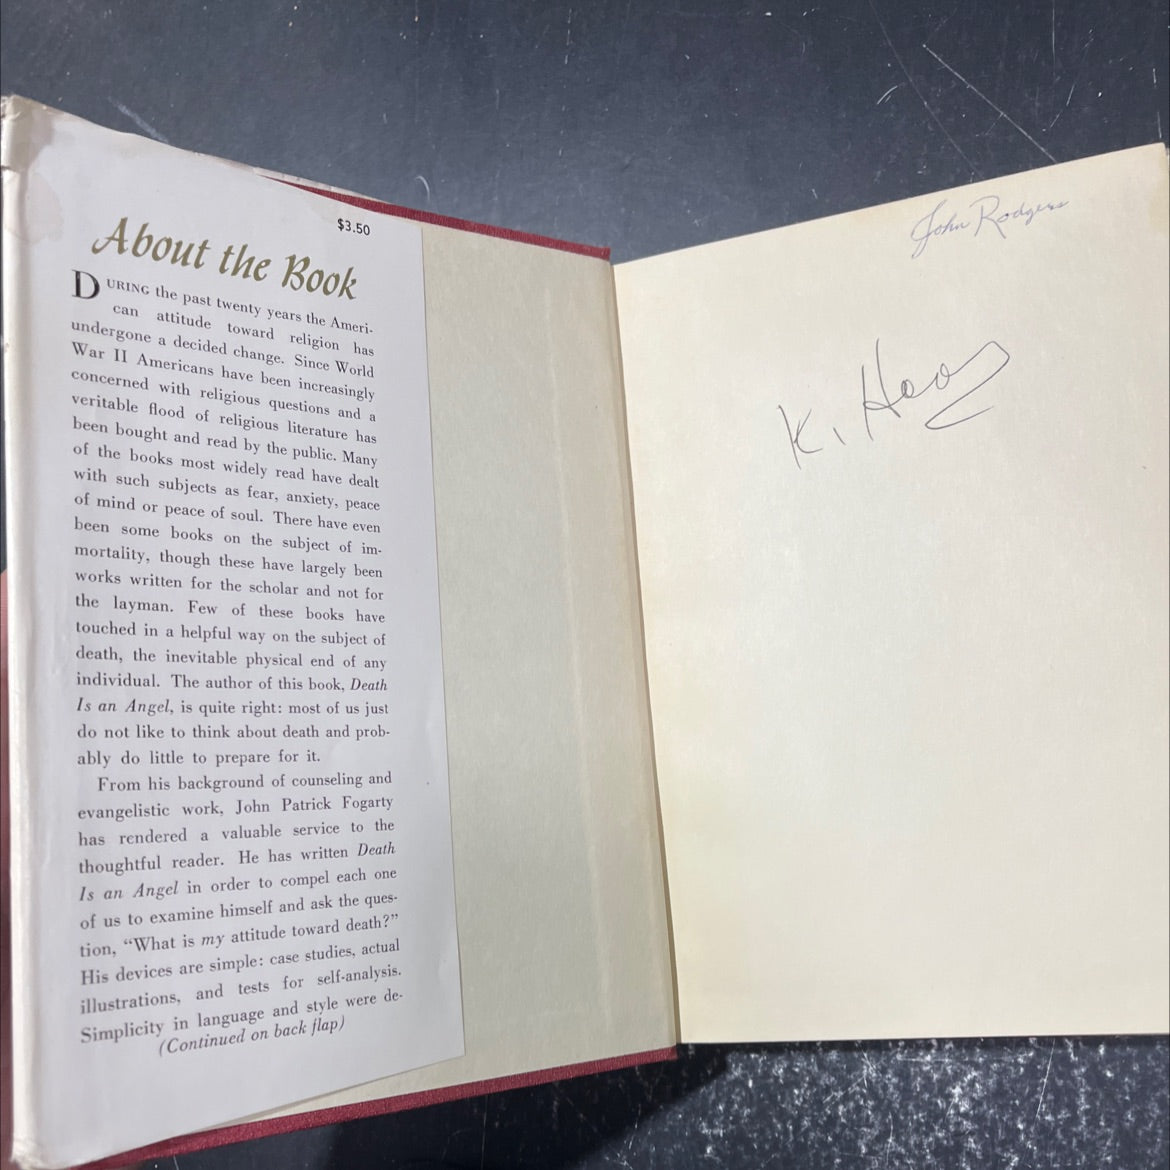 $3.50
About the Book
DURING the past twenty years the Ameri-
can attitude toward religion has
undergone a decided change. Since World
War II Americans have been increasingly
concerned with religious questions and a
veritable flood of religious literature has
been bought and read by the public. Many
of the books most widely read have dealt
with such subjects as fear, anxiety, peace
of mind or peace of soul. There have even
been some books on the subject of im-
mortality, though these have largely been
works written for the scholar and not for
the layman. Few of these books have
touched in a helpful way on the subject of
death, the inevitable physical end of any
individual. The author of this book, Death
Is an Angel, is quite right: most of us just
do not like to think about death and prob-
ably do little to prepare for it.
From his background of counseling and
evangelistic work, John Patrick Fogarty
has rendered a valuable service to the
thoughtful reader. He has written Death
Is an Angel in order to compel each one
of us to examine himself and ask the ques-
tion, “What is my attitude toward death?”
His devices are simple: case studies, actual
illustrations, and tests for self-analysis.
Simplicity in language and style were de-
(Continued on back flap)
John Rodgers
K.